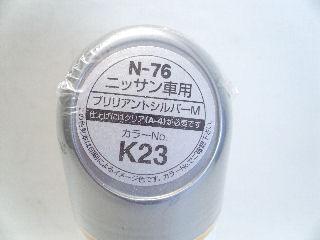 N-76
ニッサン車用
ブリリアントシルバーM
仕上げにはクリア(A-4)が必要です
カラーNo.
K23